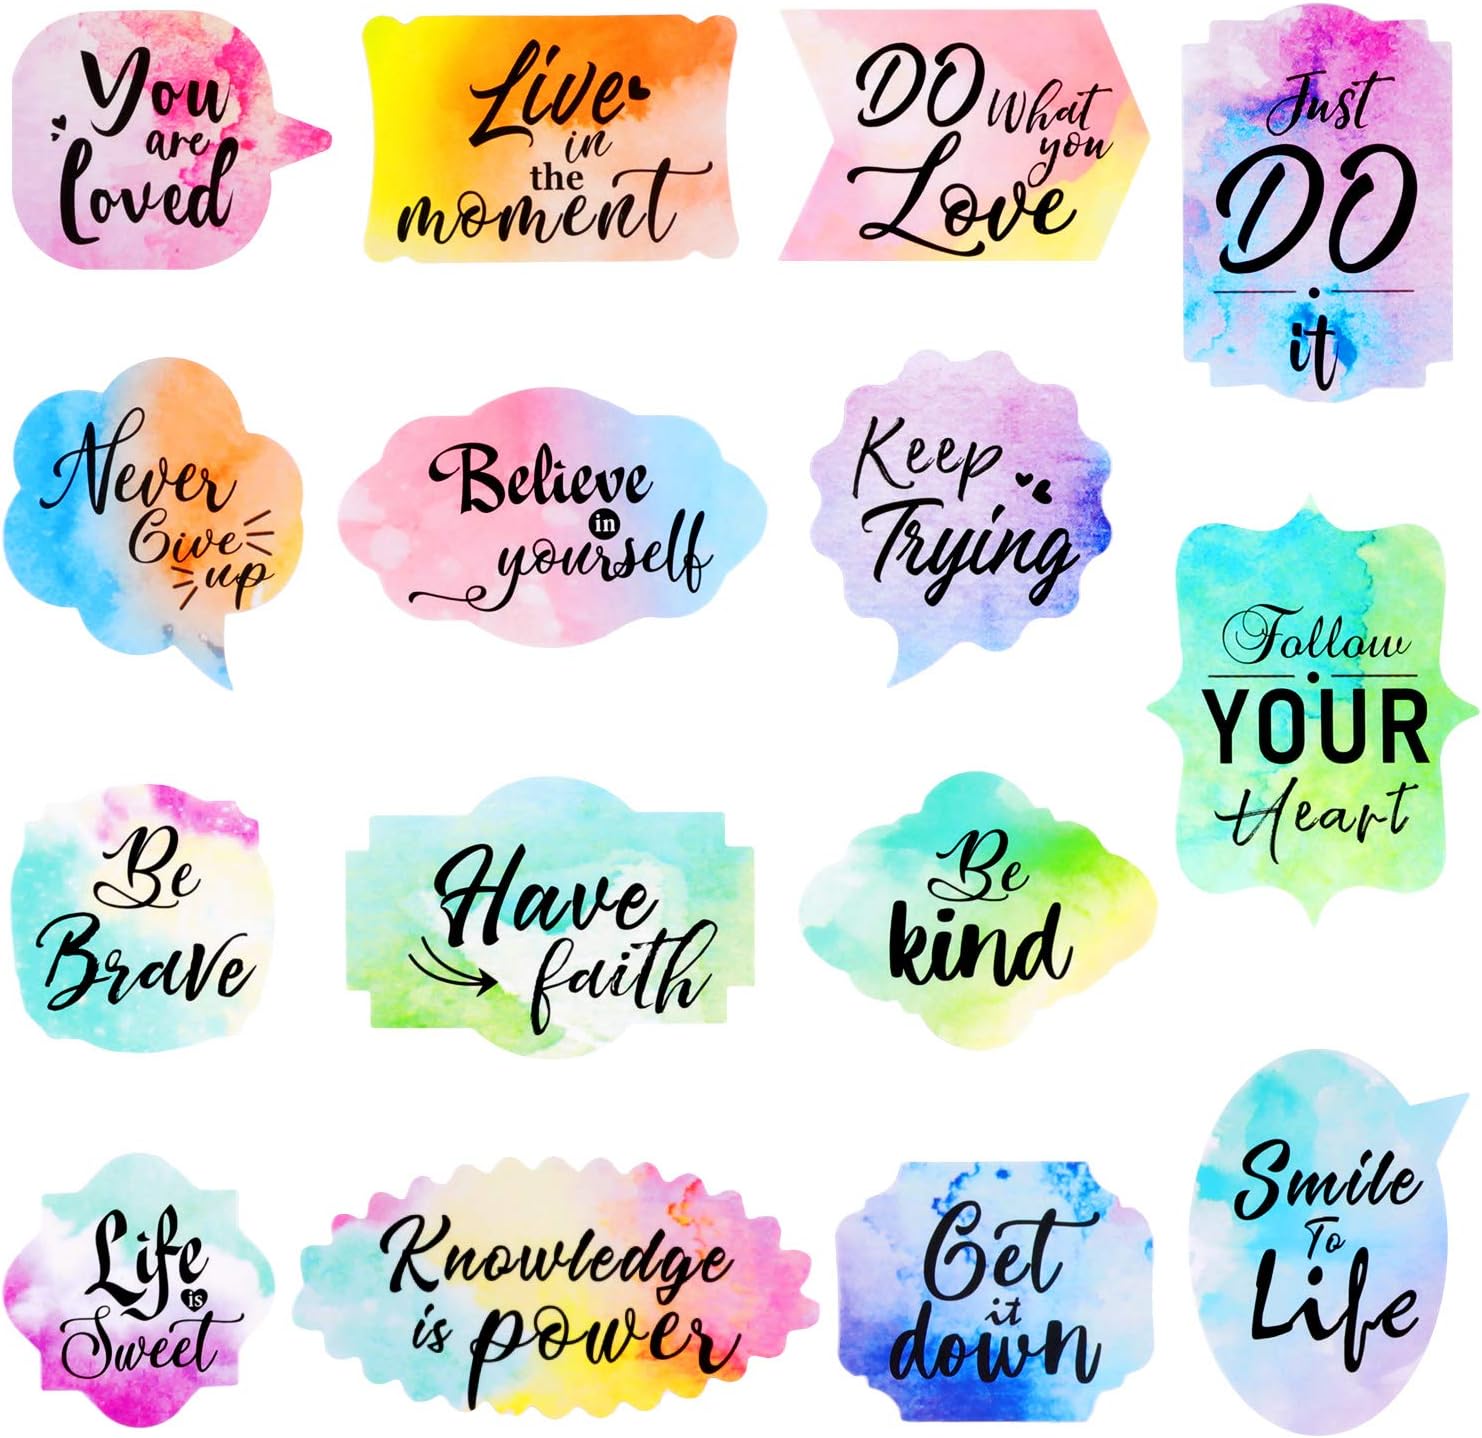 You
are
loved
Live
in
the
moment
DO What
you
Love
Just
DO
it
Never
Give
up
Believe
in
yourself
Keep
Trying
Follow
YOUR
Heart
Be
Brave
Have
faith
Be
kind
Life
is
Sweet
Knowledge
is power
Get
it
down
Smile
To
Life